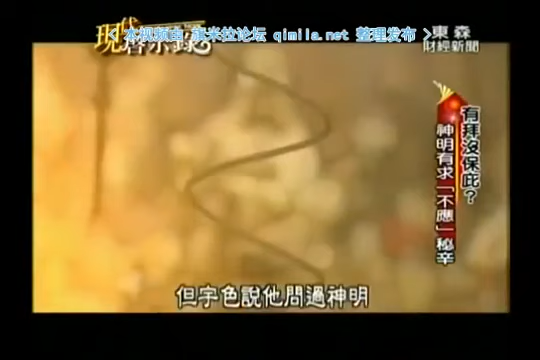 現代啓示錄
< 本视频由 旗米拉论坛 qimila.net 整理发布 >
東森
財經新聞
有拜沒保庇？
神明有求「不應」秘辛
但字色說他問過神明